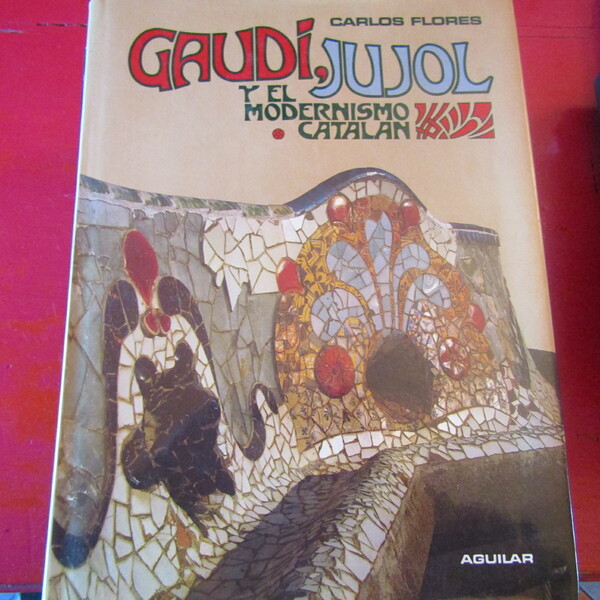 CARLOS FLORES
GAUDÍ, JUJOL
Y EL
MODERNISMO
CATALAN
AGUILAR